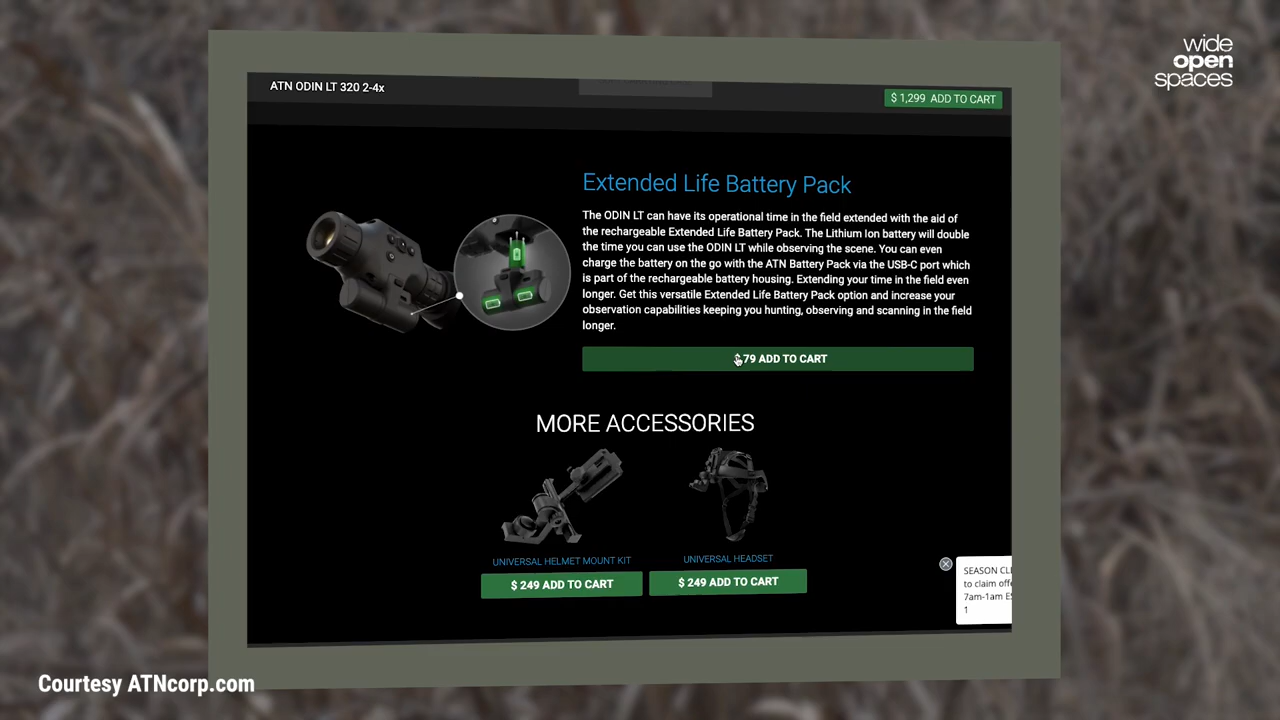 wide
open
spaces
ATN ODIN LT 320 2-4x
$ 1,299 ADD TO CART
Extended Life Battery Pack
The ODIN LT can have its operational time in the field extended with the aid of
the rechargeable Extended Life Battery Pack. The Lithium Ion battery will double
the time you can use the ODIN LT while observing the scene. You can even
charge the battery on the go with the ATN Battery Pack via the USB-C port which
is part of the rechargeable battery housing. Extending your time in the field even
longer. Get this versatile Extended Life Battery Pack option and increase your
observation capabilities keeping you hunting, observing and scanning in the field
longer.
$ 79 ADD TO CART
MORE ACCESSORIES
UNIVERSAL HELMET MOUNT KIT
UNIVERSAL HEADSET
$ 249 ADD TO CART
$ 249 ADD TO CART
SEASON CL
to claim off
7am-1am E
1
Courtesy ATNcorp.com